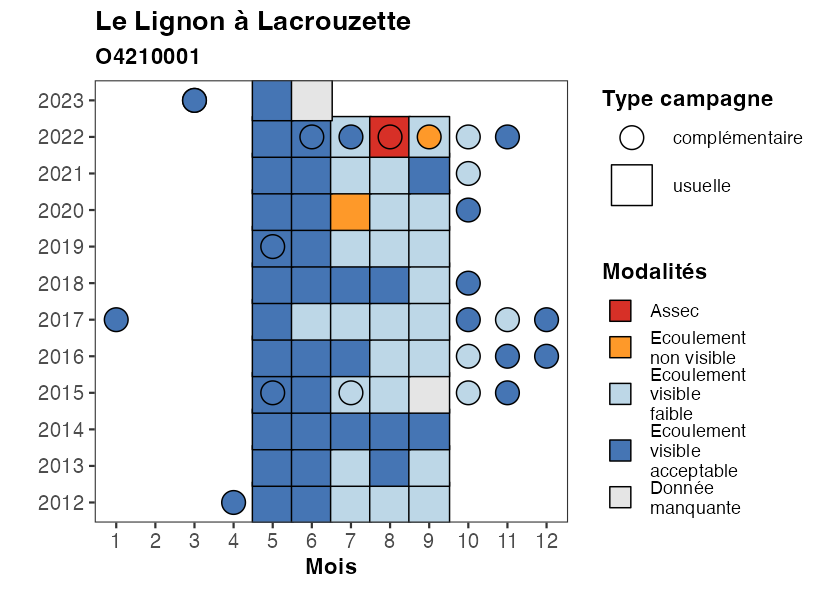 Le Lignon à Lacrouzette
O4210001
2023
2022
2021
2020
2019
2018
2017
2016
2015
2014
2013
2012
1 2 3 4 5 6 7 8 9 10 11 12
Mois
Type campagne
complémentaire
usuelle
Modalités
Assec
Ecoulement
non visible
Ecoulement
visible
faible
Ecoulement
visible
acceptable
Donnée
manquante